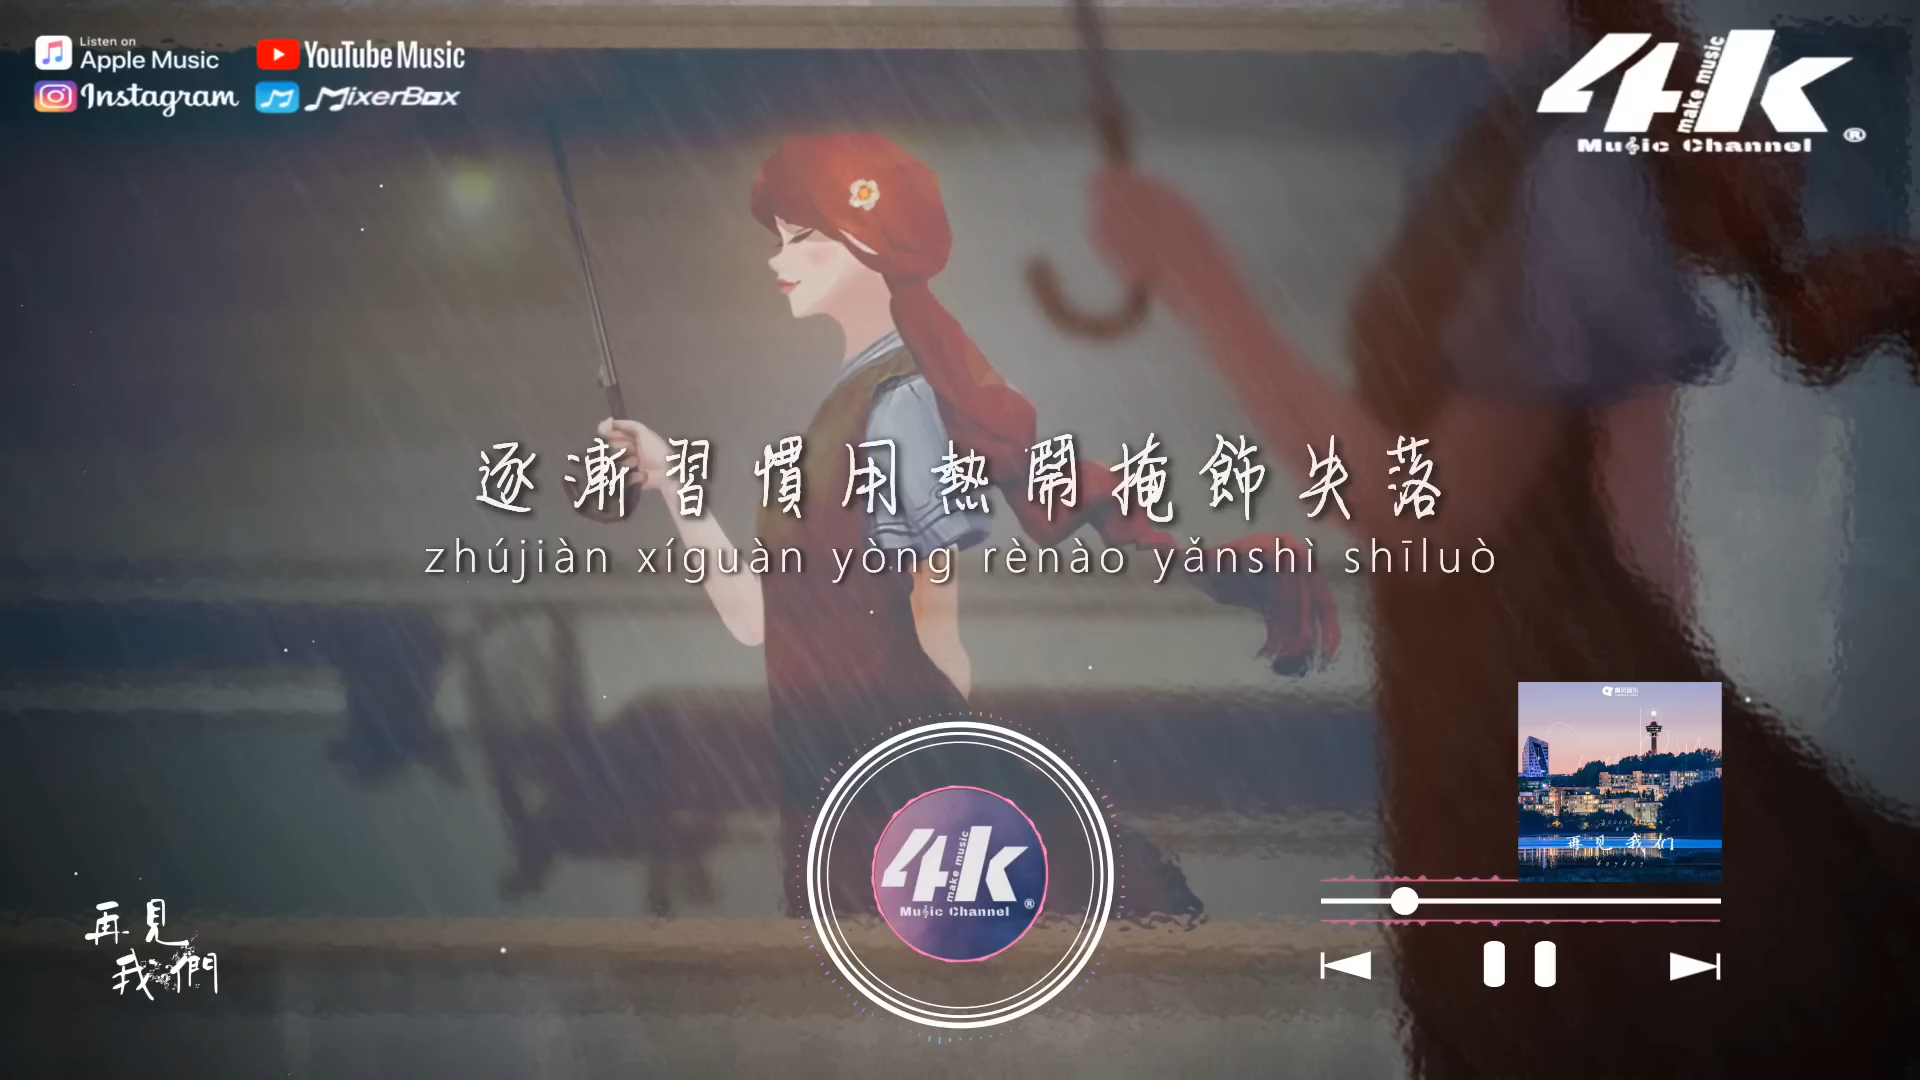 Listen on
Apple Music
YouTube Music
Instagram
MixerBox
4k
make music
Music Channel
®
逐漸習慣用熱鬧掩飾失落
zhújiàn xíguàn yòng rènào yǎnshì shīluò
再見
我們
4k
make music
Music Channel
®
再见我们